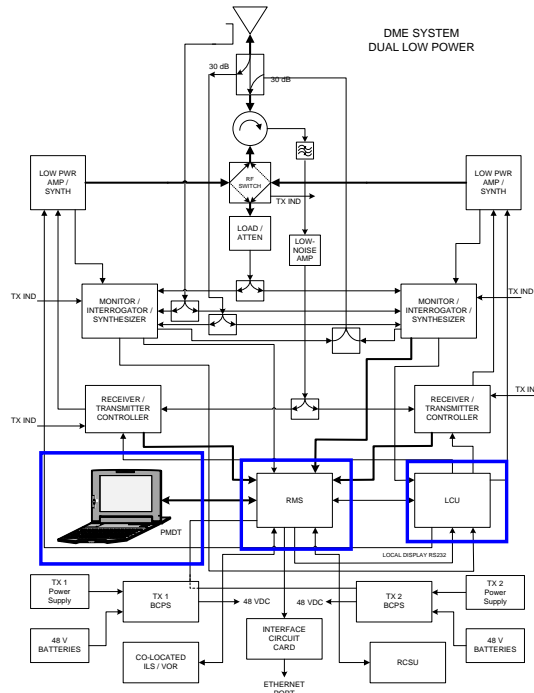 DME SYSTEM
DUAL LOW POWER
30 dB
30 dB
LOW PWR
AMP /
SYNTH
RF
SWITCH
LOW PWR
AMP /
SYNTH
TX IND
LOAD /
ATTEN
LOW-
NOISE
AMP
TX IND
MONITOR /
INTERROGATOR /
SYNTHESIZER
MONITOR /
INTERROGATOR /
SYNTHESIZER
TX IND
RECEIVER /
TRANSMITTER
CONTROLLER
RECEIVER /
TRANSMITTER
CONTROLLER
TX IN
TX IND
PMDT
RMS
LCU
LOCAL DISPLAY RS232
TX 1
Power
Supply
TX 1
BCPS
48 VDC
48 VDC
TX 2
BCPS
TX 2
Power
Supply
48 V
BATTERIES
48 V
BATTERIES
INTERFACE
CIRCUIT
CARD
CO-LOCATED
ILS / VOR
RCSU
ETHERNET
PORT